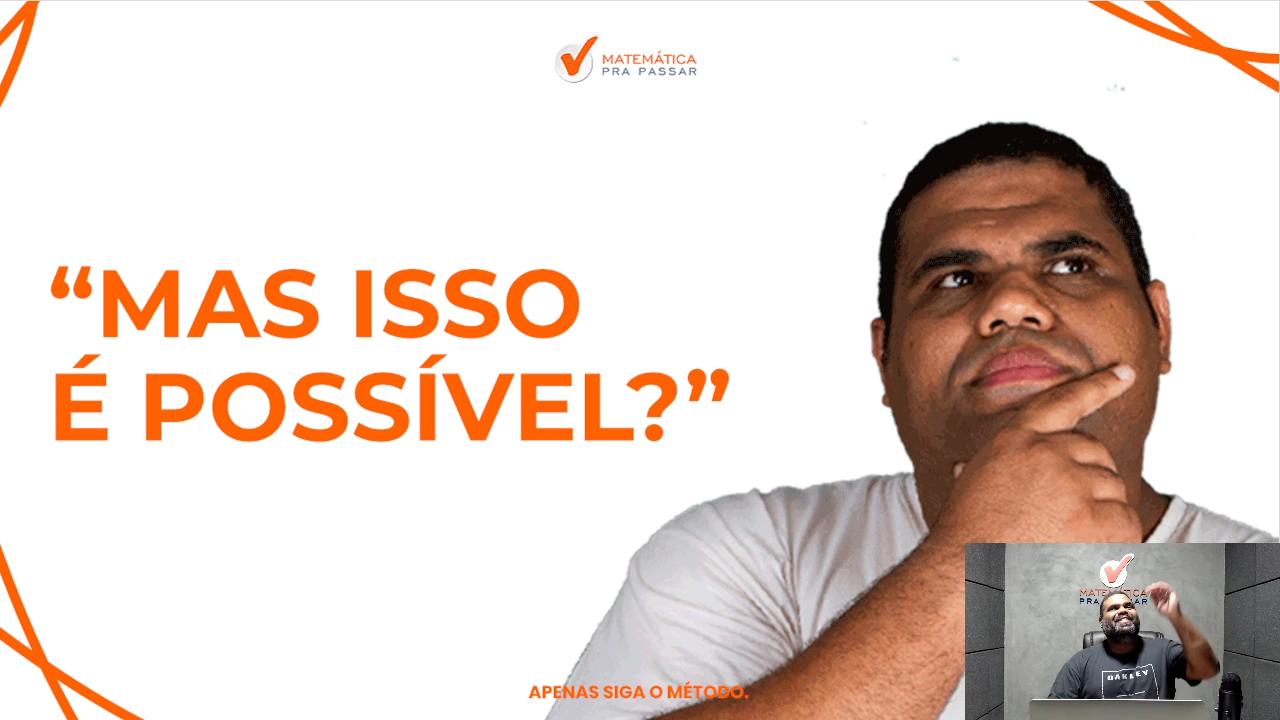 MATEMÁTICA
PRA PASSAR
“MAS ISSO
É POSSÍVEL?”
APENAS SIGA O MÉTODO.
MATEMÁTICA
PRA PASSAR
OAKLEY